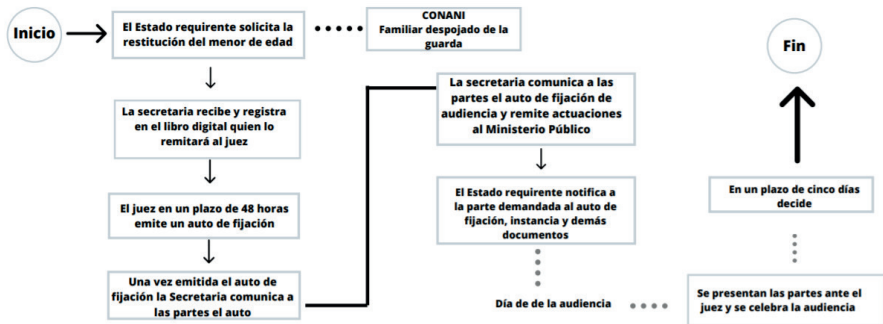 Inicio
El Estado requirente solicita la
restitución del menor de edad
CONANI
Familiar despojado de la
guarda
La secretaria recibe y registra
en el libro digital quien lo
remitará al juez
El juez en un plazo de 48 horas
emite un auto de fijación
Una vez emitida el auto de
fijación la Secretaria comunica a
las partes el auto
La secretaria comunica a las
partes el auto de fijación de
audiencia y remite actuaciones
al Ministerio Público
El Estado requirente notifica a
la parte demandada al auto de
fijación, instancia y demás
documentos
Día de de la audiencia
Se presentan las partes ante el
juez y se celebra la audiencia
En un plazo de cinco días
decide
Fin